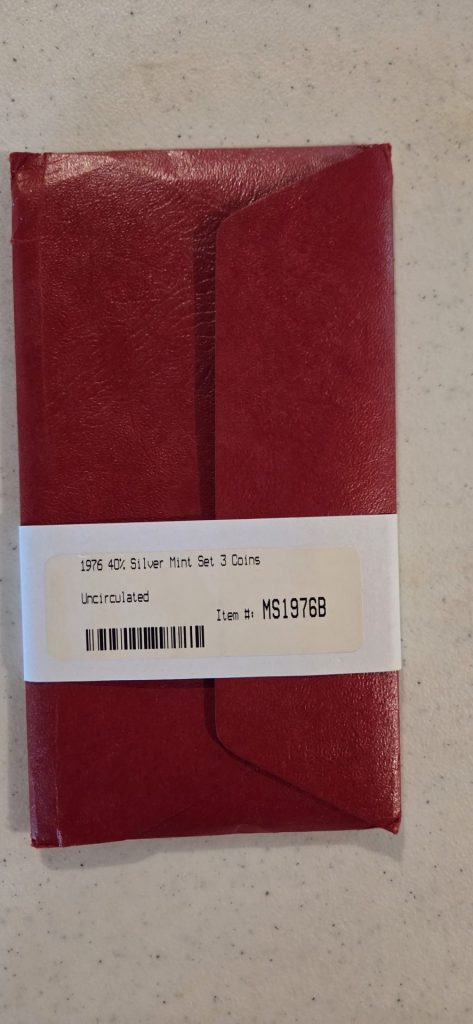 1976 40% Silver Mint Set 3 Coins
Uncirculated
Item #: MS1976B